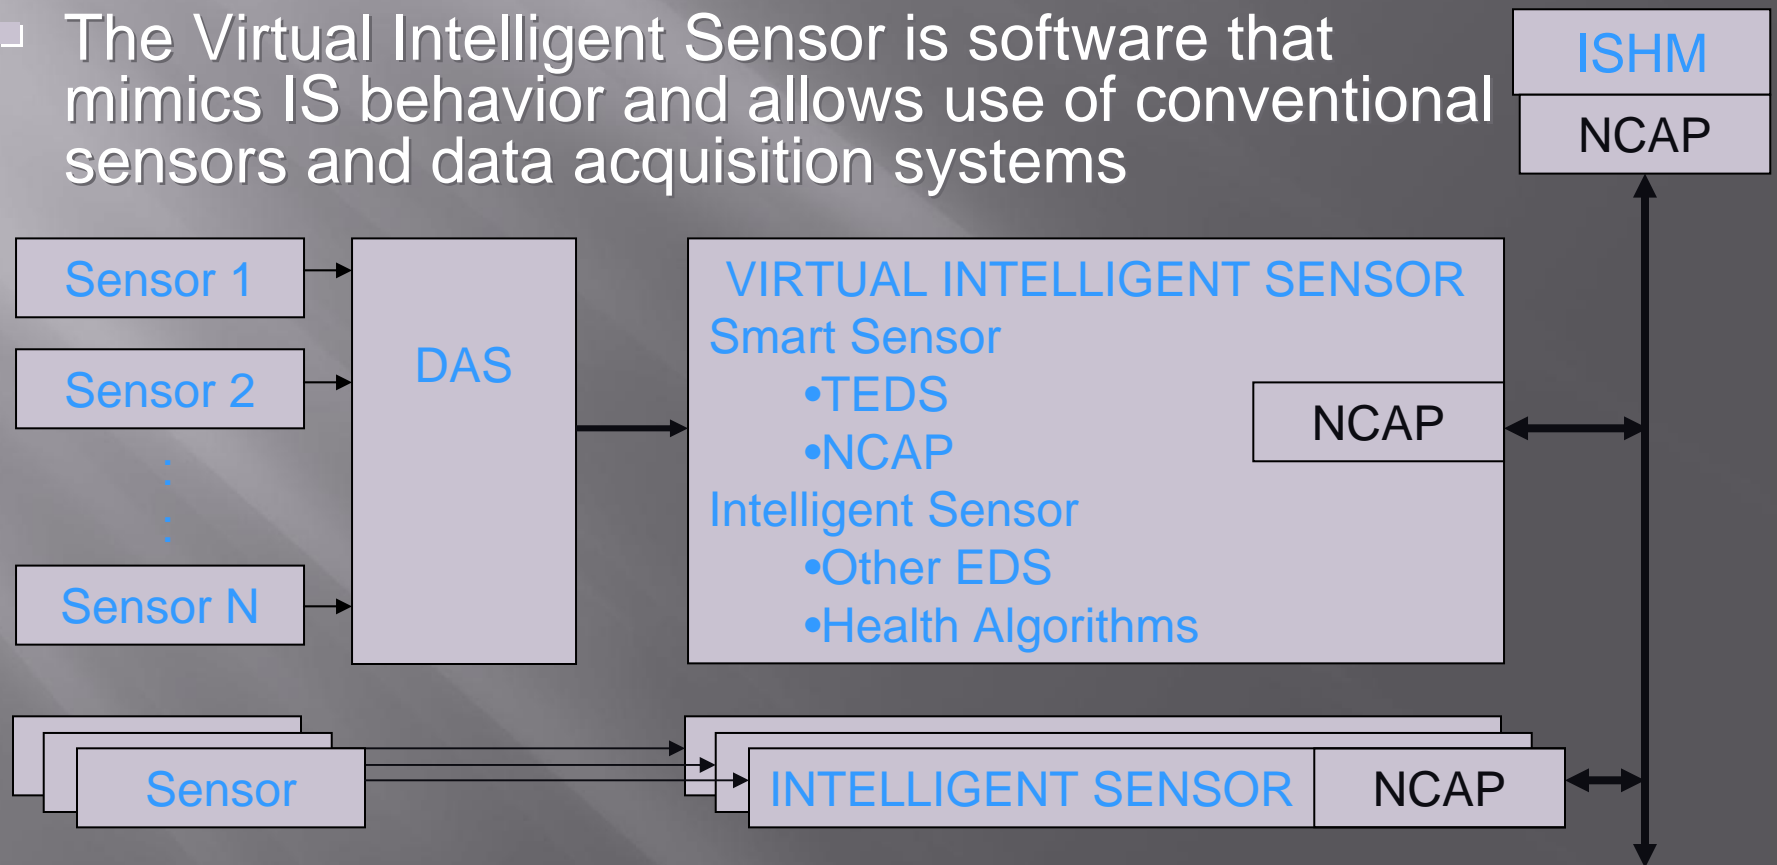 The Virtual Intelligent Sensor is software that
mimics IS behavior and allows use of conventional
sensors and data acquisition systems
ISHM
NCAP
Sensor 1
Sensor 2
Sensor N
DAS
VIRTUAL INTELLIGENT SENSOR
Smart Sensor
•TEDS
•NCAP
Intelligent Sensor
•Other EDS
•Health Algorithms
NCAP
Sensor
INTELLIGENT SENSOR
NCAP